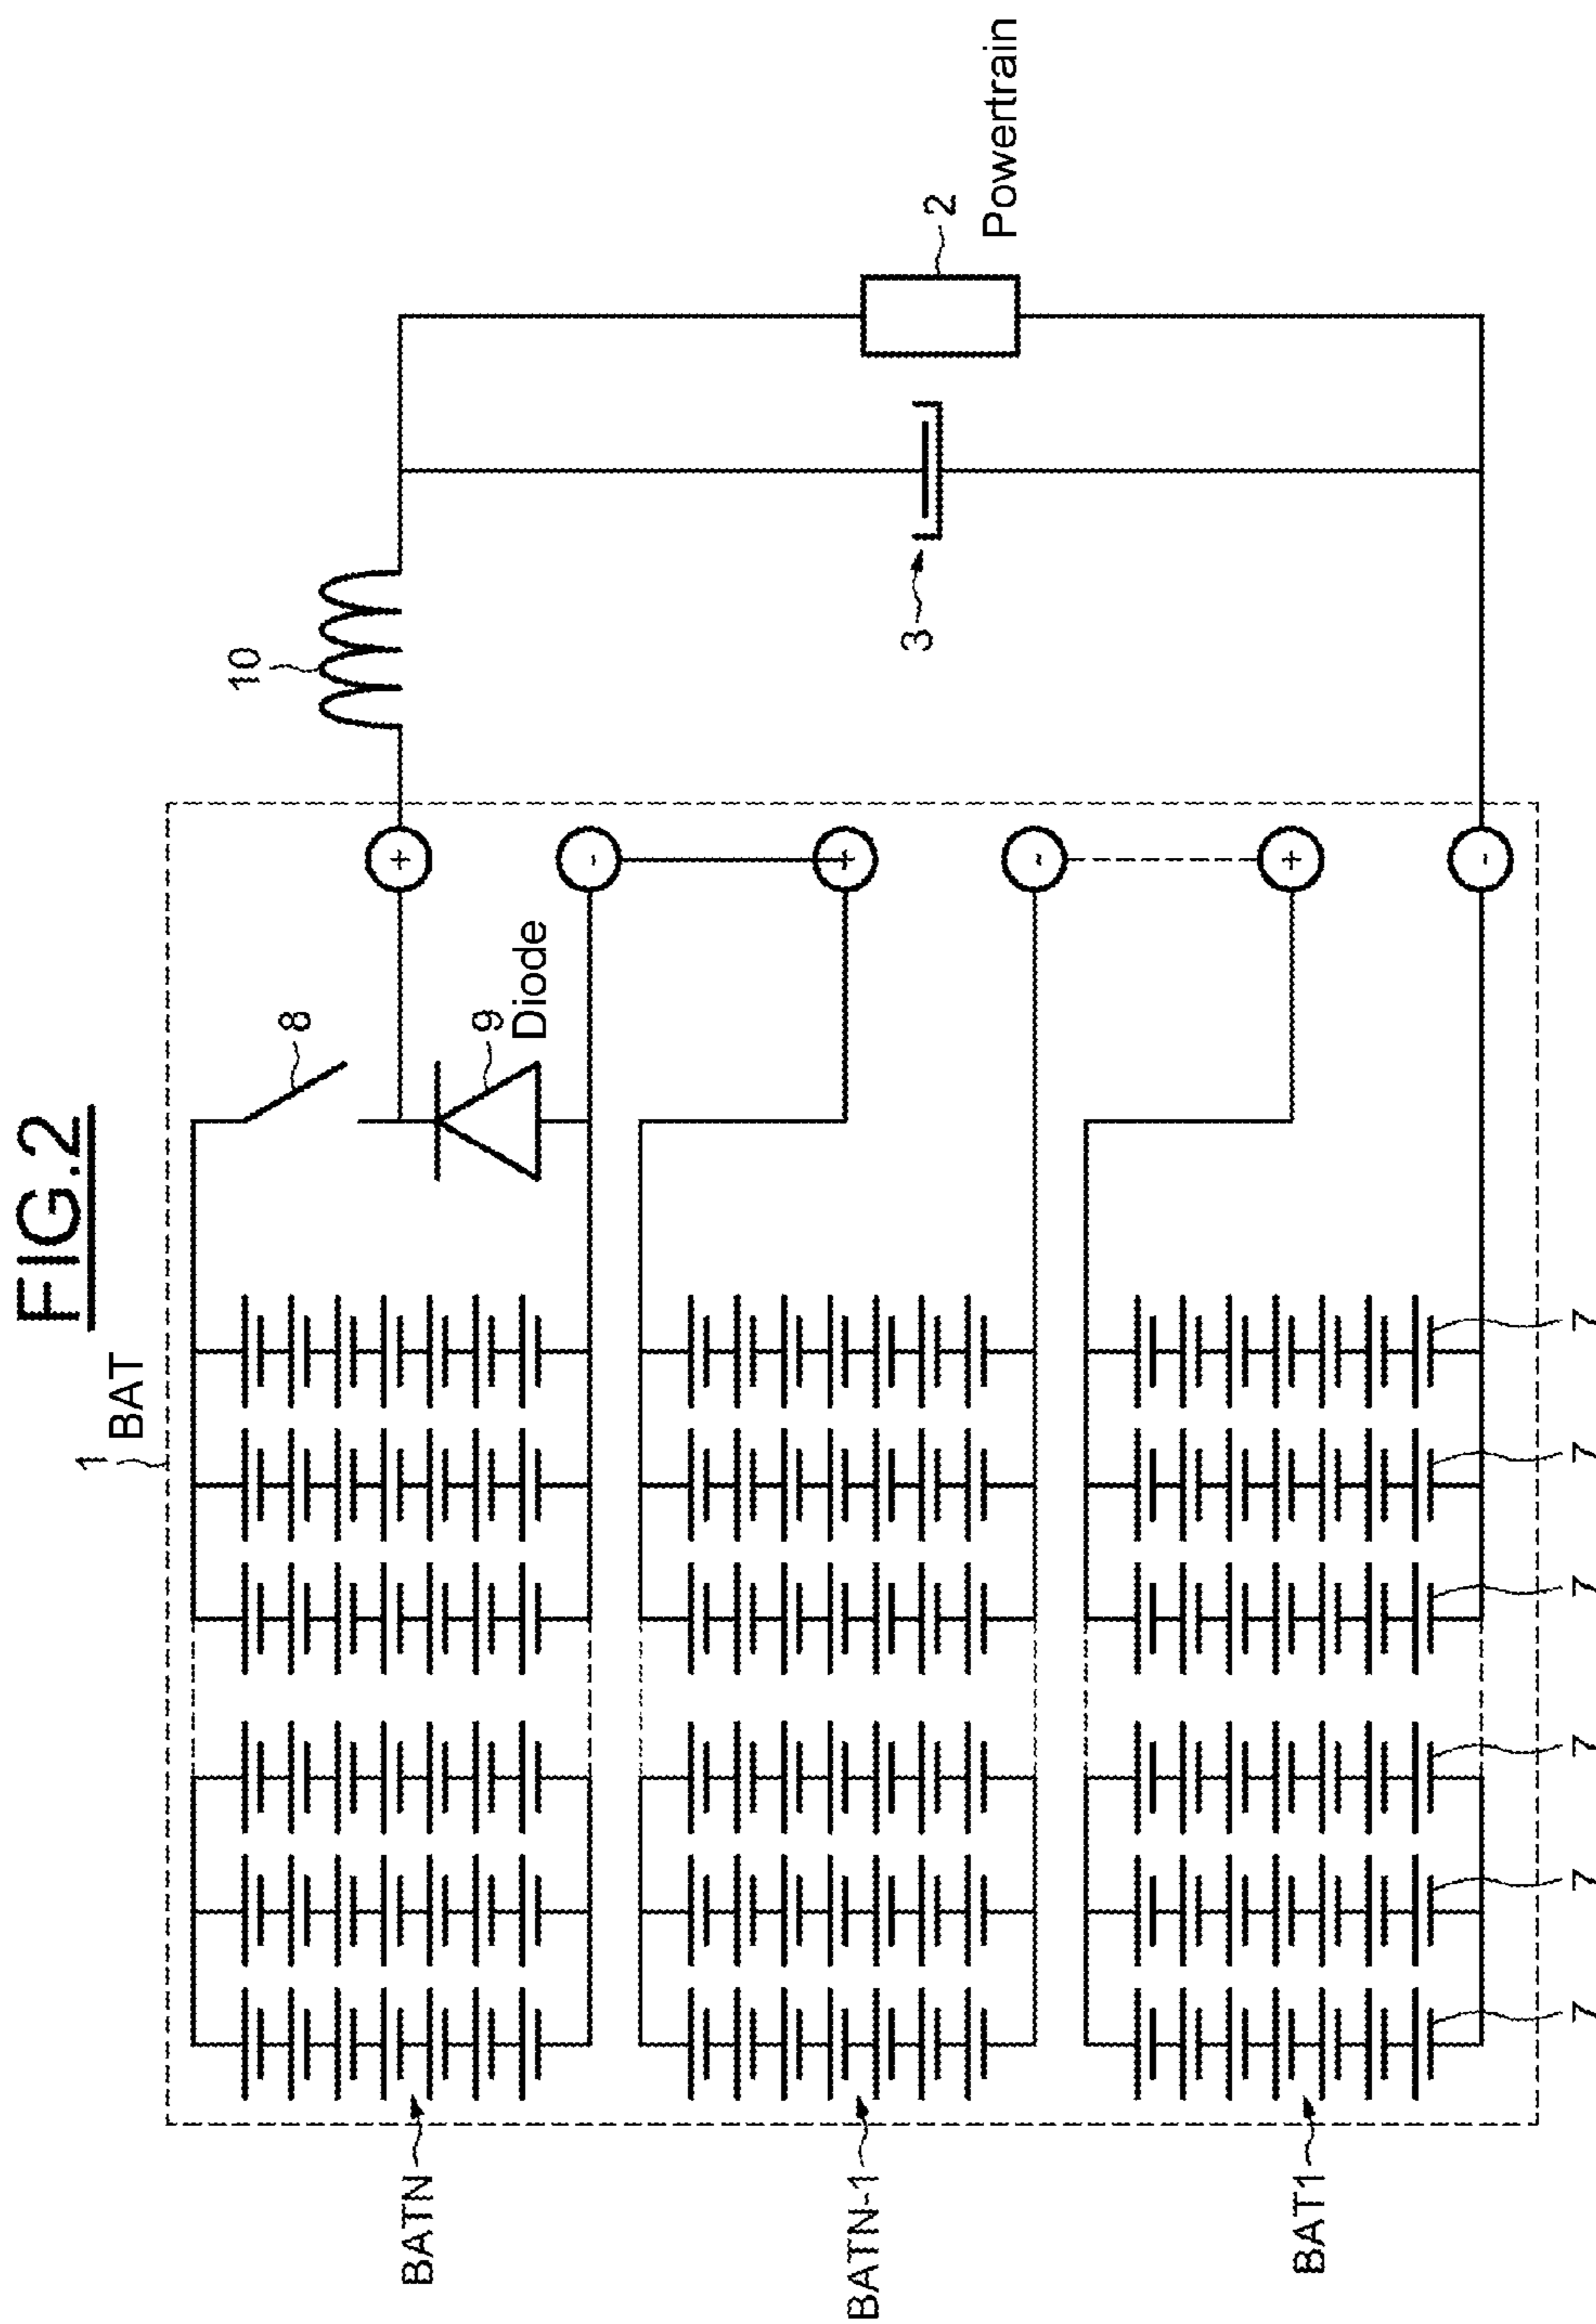 FIG.2
1
BAT
8
9
Diode
10
3
2
Powertrain
+
-
+
-
+
-
BATN
BATN-1
BAT1
7
7
7
7
7
7